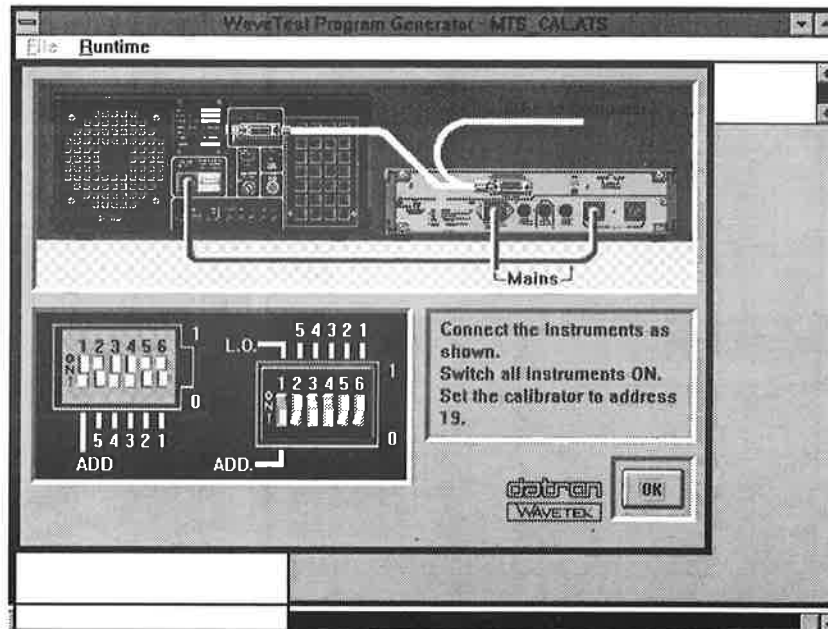 WaveTest Program Generator - MTS_CAL.ATS
File Runtime
Mains
1 2 3 4 5 6
O
N
1
0
5 4 3 2 1
ADD
5 4 3 2 1
L.O.
1
1 2 3 4 5 6
O
N
0
ADD.
Connect the Instruments as
shown.
Switch all Instruments ON.
Set the calibrator to address
19.
datron
WAVETEK
OK